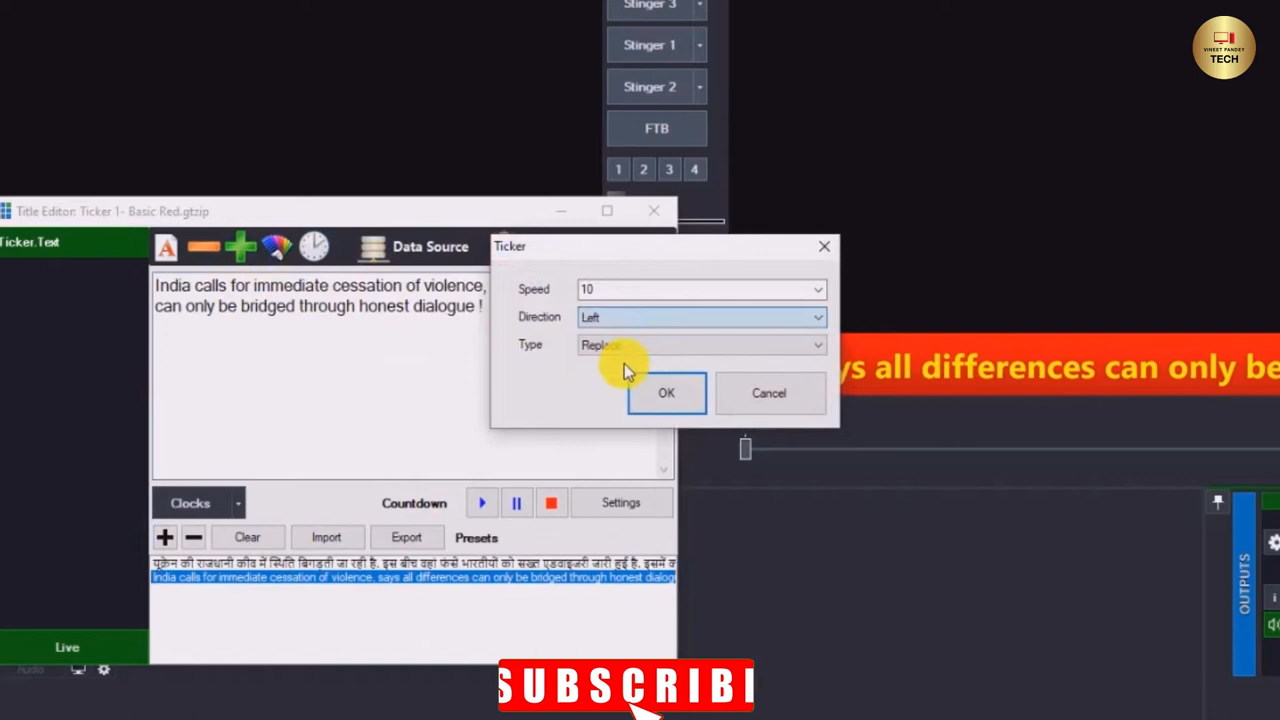 Stinger 3
VINEET PANDEY
TECH
Stinger 1
Stinger 2
FTB
1 2 3 4
Title Editor: Ticker 1- Basic Red.gtzip
Ticker.Text
Data Source
India calls for immediate cessation of violence,
can only be bridged through honest dialogue !
Ticker
Speed 10
Direction Left
Type Replace
OK Cancel
ys all differences can only be
Clocks Countdown Settings
Clear Import Export Presets
यूक्रेन की राजधानी कीव में स्थिति बिगड़ती जा रही है. इस बीच वहां फंसे भारतीयों को सख्त एडवाइजरी जारी हुई है. इसमें क
India calls for immediate cessation of violence, says all differences can only be bridged through honest dialog
OUTPUTS
Live
Audio
SUBSCRIBI